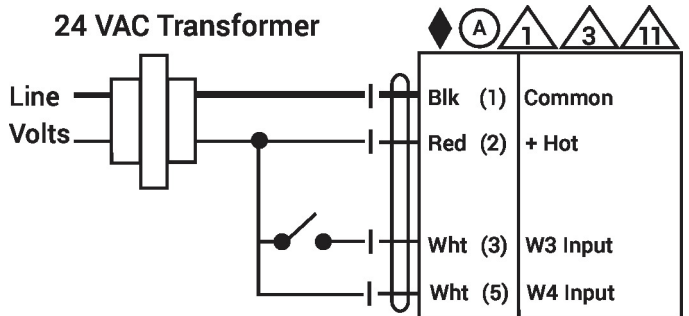 24 VAC Transformer
A 1 3 11
Line
Volts
Blk (1) Common
Red (2) + Hot
Wht (3) W3 Input
Wht (5) W4 Input